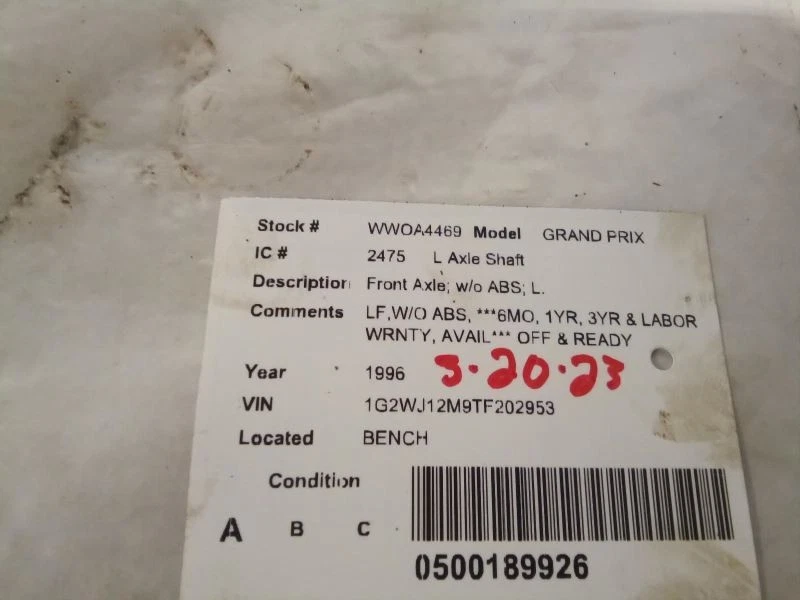 Stock # WWOA4469 Model GRAND PRIX
IC # 2475 L Axle Shaft
Description Front Axle; w/o ABS; L.
Comments LF,W/O ABS, ***6MO, 1YR, 3YR & LABOR
WRNTY, AVAIL*** OFF & READY
Year 1996 3·20·23
VIN 1G2WJ12M9TF202953
Located BENCH
Condition
A B C
0500189926